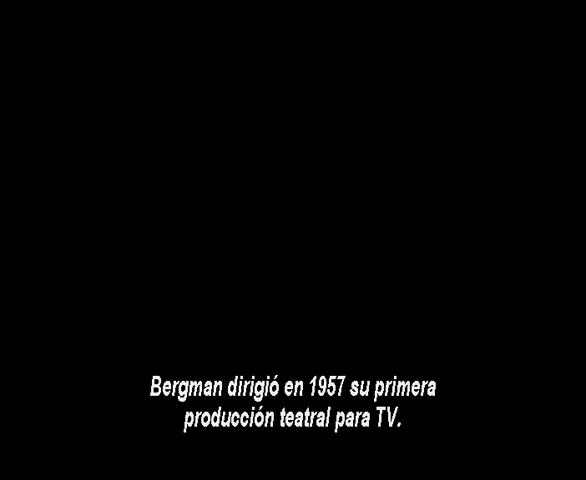 Bergman dirigió en 1957 su primera
producción teatral para TV.